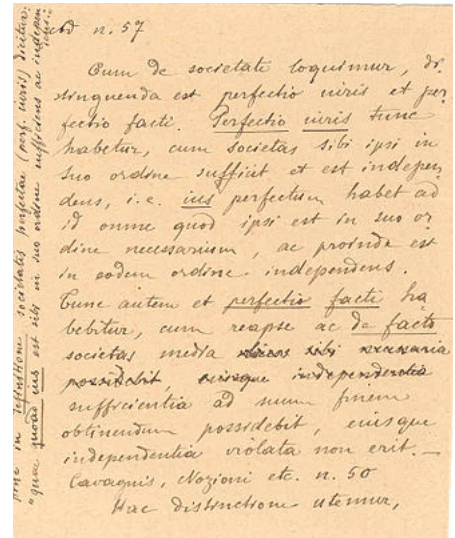 ad n. 57
Cum de societate loquimur, di-
stinguenda est perfectio iuris et per-
fectio facti. Perfectio iuris tunc
habetur, cum societas sibi ipsi in
suo ordine sufficit et est indepen-
dens, i.e. ius perfectum habet ad
id omne quod ipsi est in suo or-
dine necessarium, ac proinde est
in eodem ordine independens.
Tunc autem et perfectio facti ha-
bebitur, cum reapse ac de facto
societas media sibi necessaria
possidebit, eiusque independentia
sufficientia ad suum finem
obtinendum possidebit, eiusque
independentia violata non erit. —
Cavagnis, Nozioni etc. n. 50
Hac distinctione utemur,
in definitione societatis perfectae (perf. iuris) dicitur:
"quae quoad ius est sibi in suo ordine sufficiens ac indepen
dens"